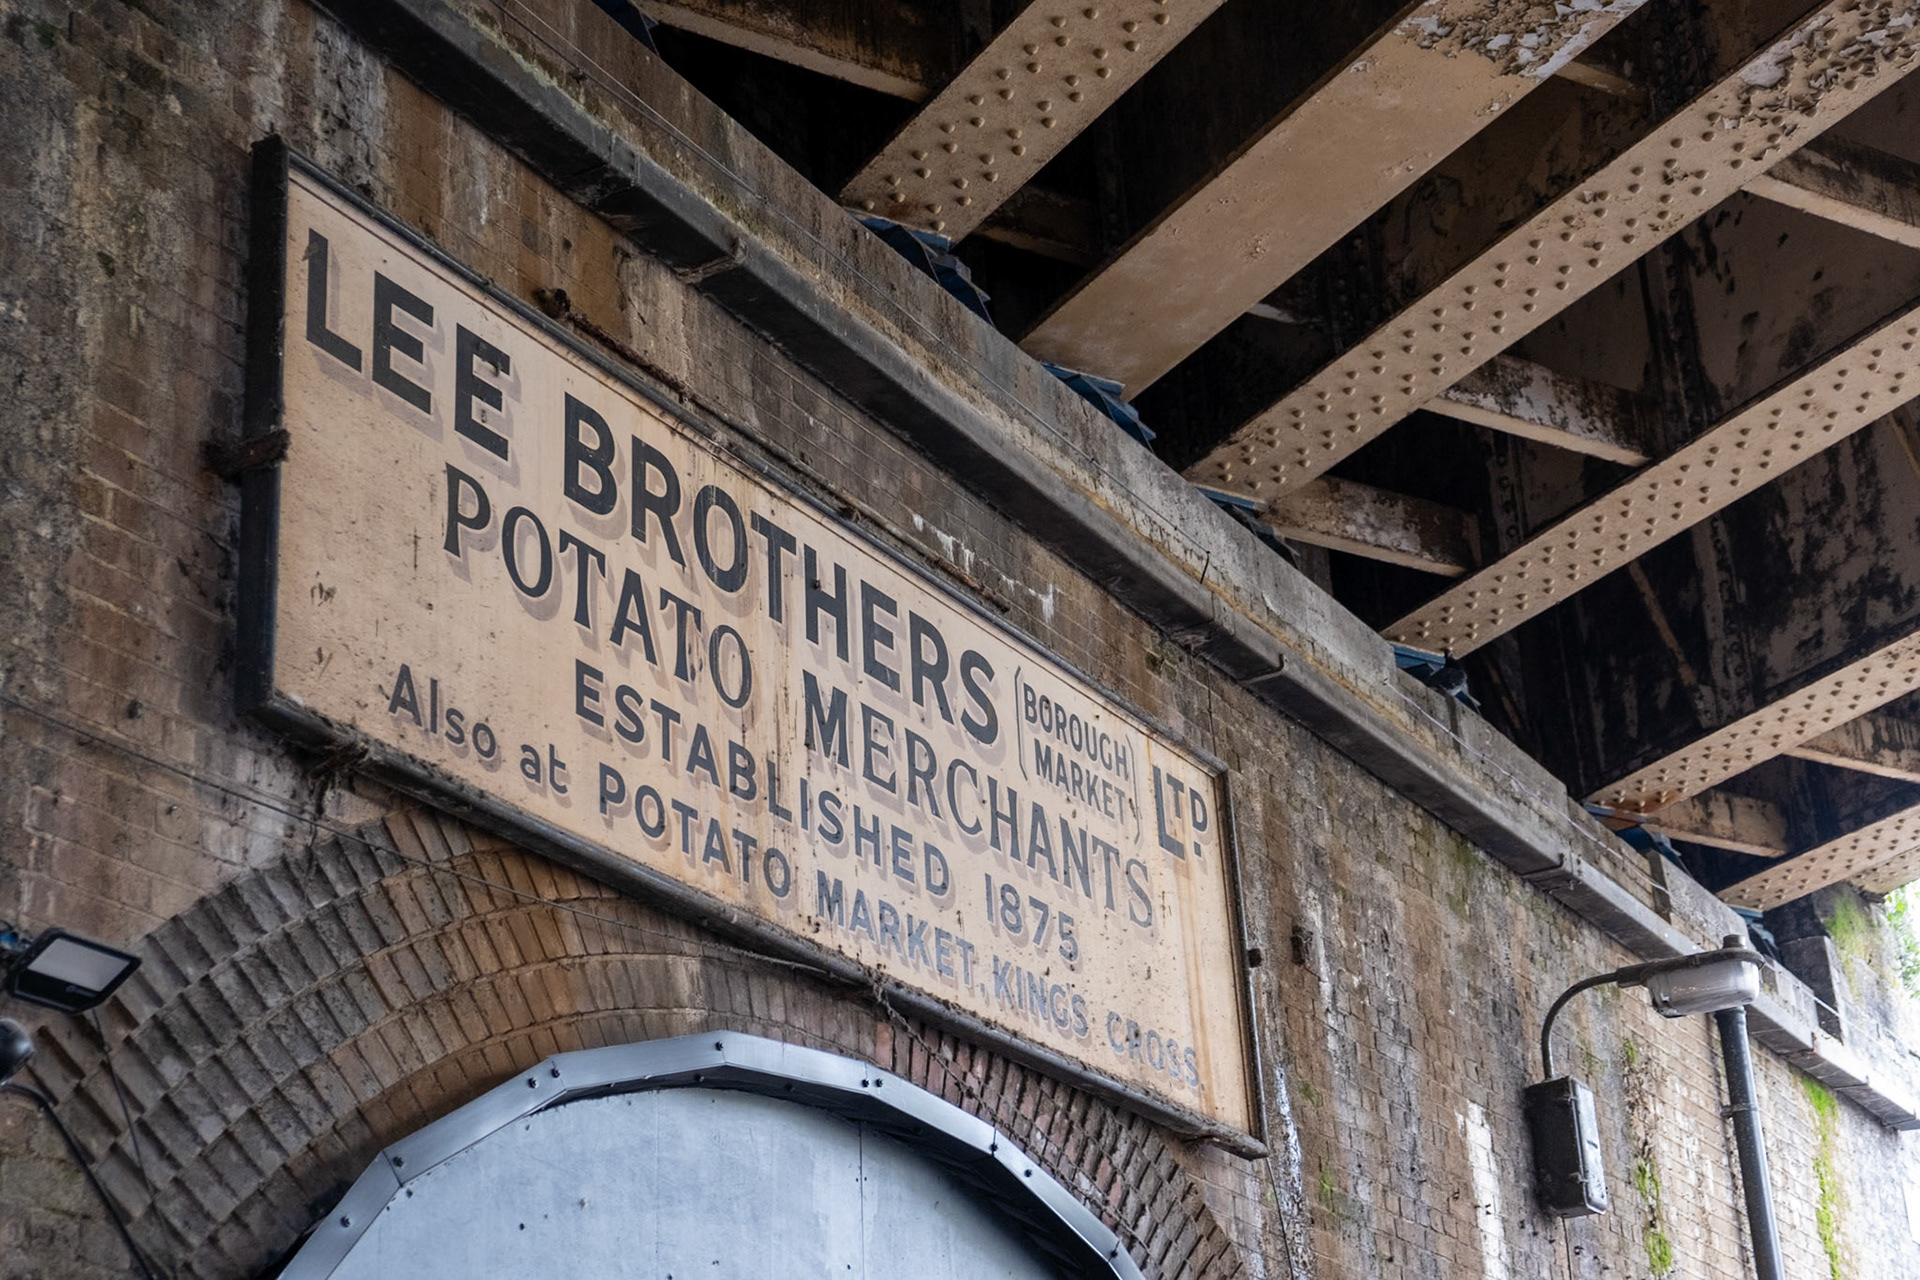 LEE BROTHERS (BOROUGH MARKET) LTD.
POTATO MERCHANTS
ESTABLISHED 1875
Also at POTATO MARKET, KINGS CROSS.